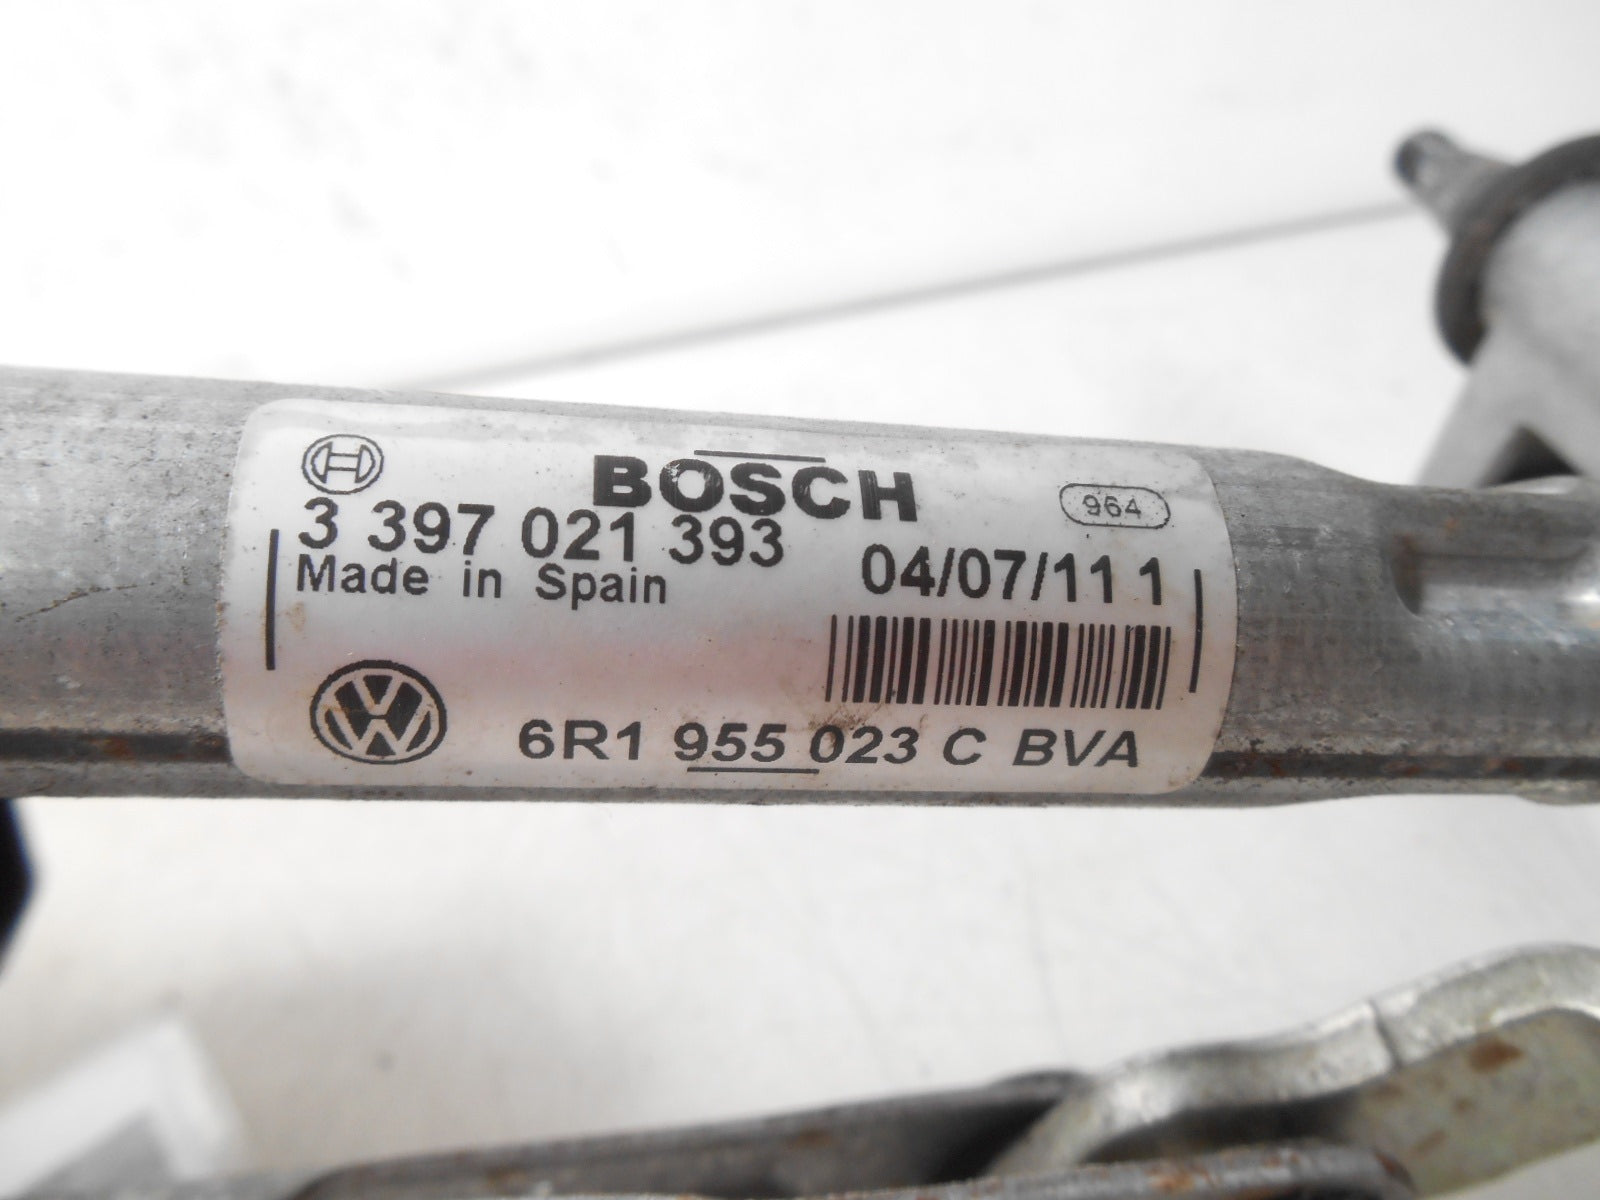 BOSCH
964
3 397 021 393
04/07/11 1
Made in Spain
6R1 955 023 C BVA